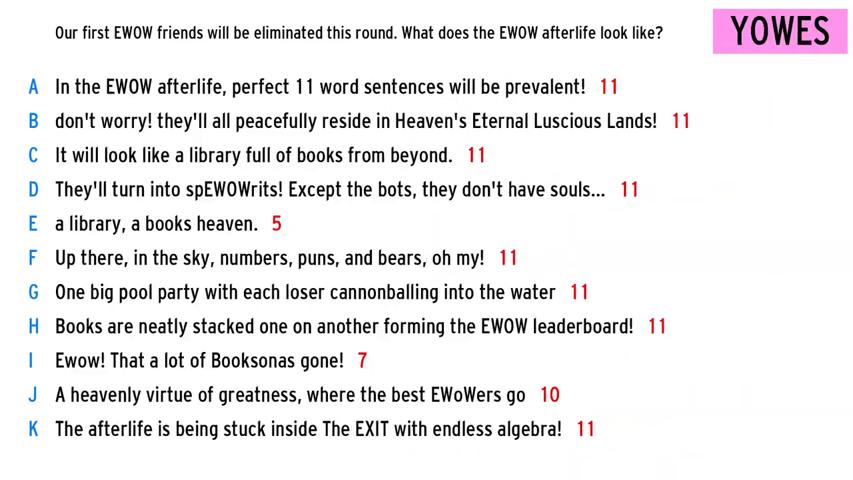 Our first EWOW friends will be eliminated this round. What does the EWOW afterlife look like?
YOWES
A In the EWOW afterlife, perfect 11 word sentences will be prevalent! 11
B don't worry! they'll all peacefully reside in Heaven's Eternal Luscious Lands! 11
C It will look like a library full of books from beyond. 11
D They'll turn into spEWOWrits! Except the bots, they don't have souls... 11
E a library, a books heaven. 5
F Up there, in the sky, numbers, puns, and bears, oh my! 11
G One big pool party with each loser cannonballing into the water 11
H Books are neatly stacked one on another forming the EWOW leaderboard! 11
I Ewow! That a lot of Booksonas gone! 7
J A heavenly virtue of greatness, where the best EWoWers go 10
K The afterlife is being stuck inside The EXIT with endless algebra! 11